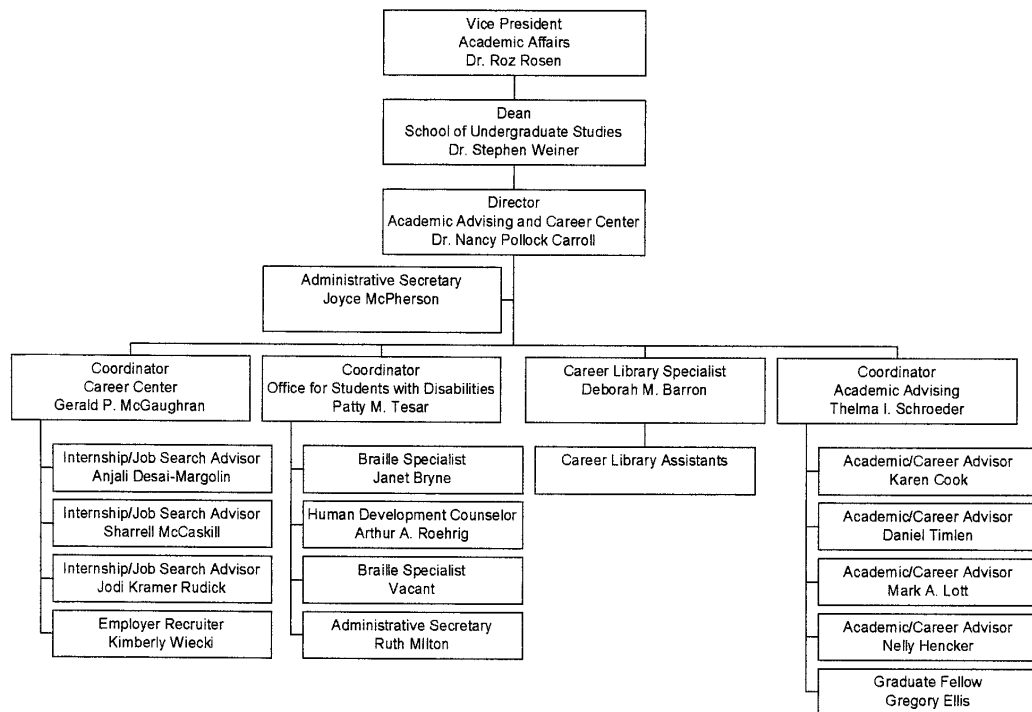 Vice President
Academic Affairs
Dr. Roz Rosen
Dean
School of Undergraduate Studies
Dr. Stephen Weiner
Director
Academic Advising and Career Center
Dr. Nancy Pollock Carroll
Administrative Secretary
Joyce McPherson
Coordinator
Career Center
Gerald P. McGaughran
Coordinator
Office for Students with Disabilities
Patty M. Tesar
Career Library Specialist
Deborah M. Barron
Coordinator
Academic Advising
Thelma I. Schroeder
Internship/Job Search Advisor
Anjali Desai-Margolin
Internship/Job Search Advisor
Sharrell McCaskill
Internship/Job Search Advisor
Jodi Kramer Rudick
Employer Recruiter
Kimberly Wiecki
Braille Specialist
Janet Bryne
Human Development Counselor
Arthur A. Roehrig
Braille Specialist
Vacant
Administrative Secretary
Ruth MIlton
Career Library Assistants
Academic/Career Advisor
Karen Cook
Academic/Career Advisor
Daniel Timlen
Academic/Career Advisor
Mark A. Lott
Academic/Career Advisor
Nelly Hencker
Graduate Fellow
Gregory Ellis